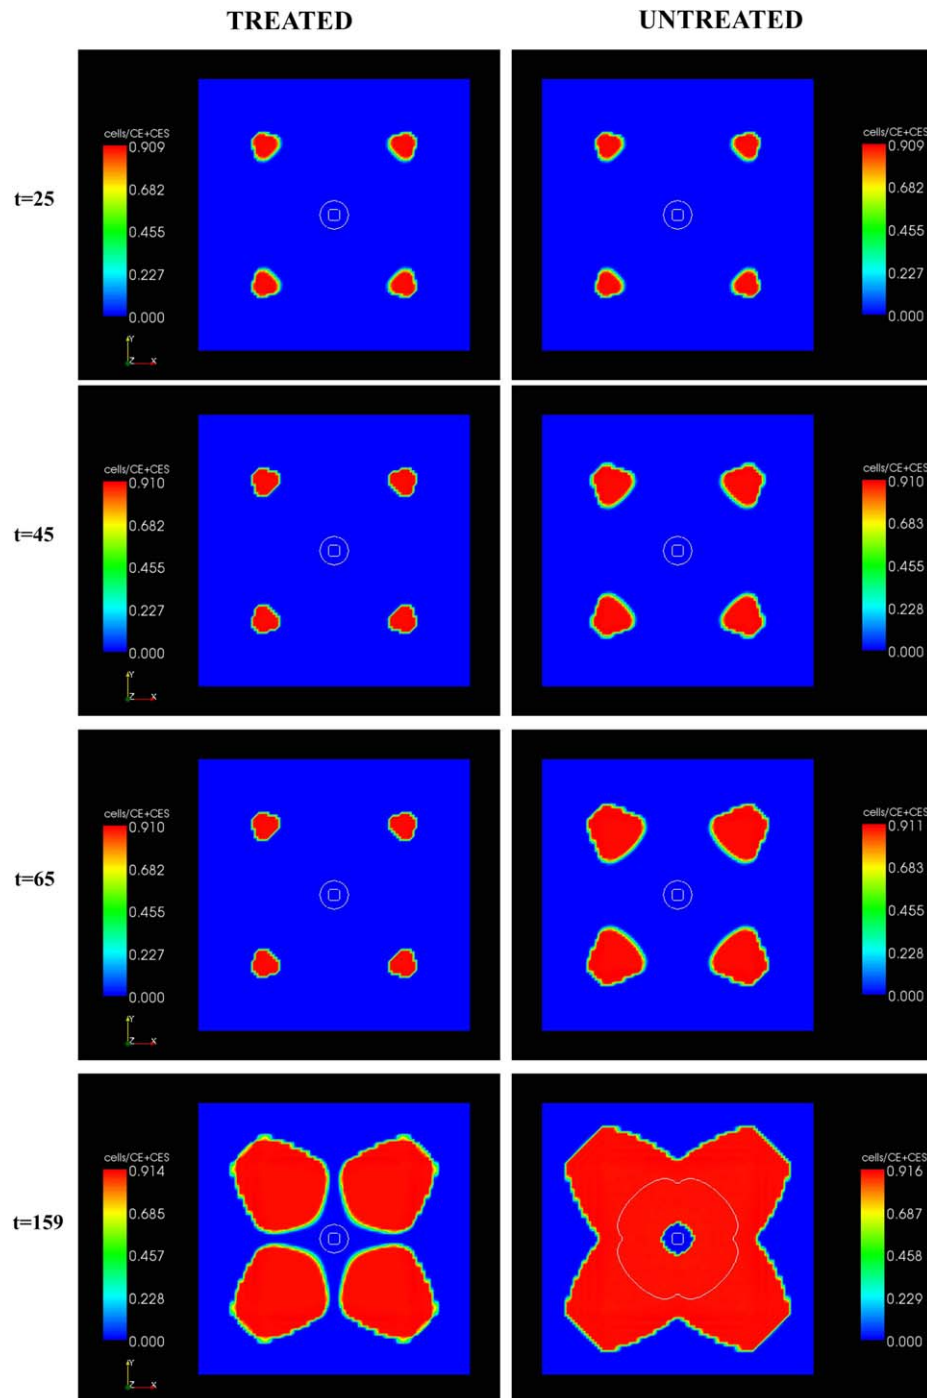 TREATED UNTREATED
t=25
cells/CE+CES
0.909
0.682
0.455
0.227
0.000
Y
Z X
cells/CE+CES
0.909
0.682
0.455
0.227
0.000
t=45
cells/CE+CES
0.910
0.682
0.455
0.227
0.000
Y
Z X
cells/CE+CES
0.910
0.683
0.455
0.228
0.000
t=65
cells/CE+CES
0.910
0.682
0.455
0.227
0.000
Y
Z X
cells/CE+CES
0.911
0.683
0.455
0.228
0.000
t=159
cells/CE+CES
0.914
0.685
0.457
0.228
0.000
Y
Z X
cells/CE+CES
0.916
0.687
0.458
0.229
0.000